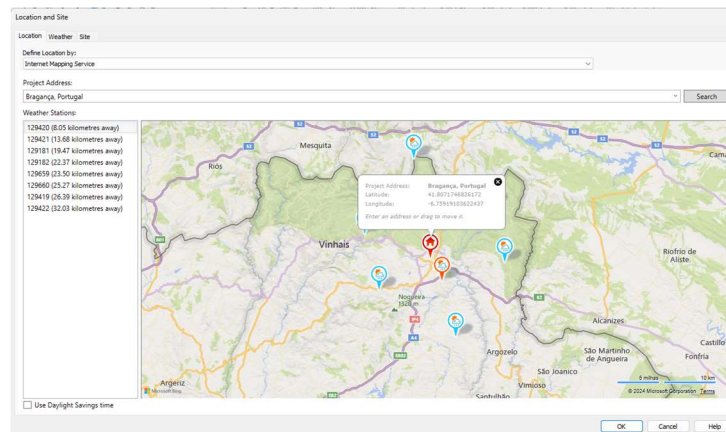 Location and Site
Location Weather Site
Define Location by:
Internet Mapping Service
Project Address:
Bragança, Portugal
Search
Weather Stations:
129420 (8.05 kilometres away)
129421 (13.68 kilometres away)
129181 (19.47 kilometres away)
129182 (22.37 kilometres away)
129659 (23.50 kilometres away)
129660 (25.27 kilometres away)
129419 (26.39 kilometres away)
129422 (32.03 kilometres away)
Mesquita
Riós
Project Address: Bragança, Portugal
Latitude: 41.8071746826172
Longitude: -6.75919103622437
Enter an address or drag to move it.
Vinhais
Riofrio de
Aliste
Nogueira
1320 m
IP4
A4
Alcanizes
Castillo
Argozelo
São Martinho
de Angueira
Fonfria
São Joanico
Vimioso
Argeriz
Santulhão
5 milhas
10 km
Microsoft Bing
© 2024 Microsoft Corporation Terms
Use Daylight Savings time
OK Cancel Help